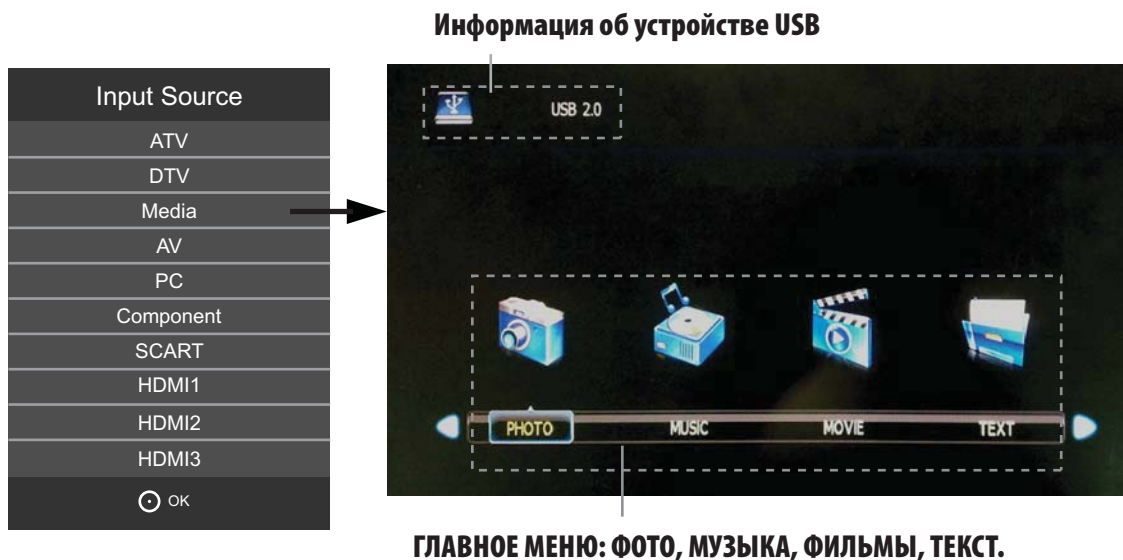 Информация об устройстве USB
Input Source
ATV
DTV
Media
AV
PC
Component
SCART
HDMI1
HDMI2
HDMI3
OK
USB 2.0
PHOTO MUSIC MOVIE TEXT
ГЛАВНОЕ МЕНЮ: ФОТО, МУЗЫКА, ФИЛЬМЫ, ТЕКСТ.